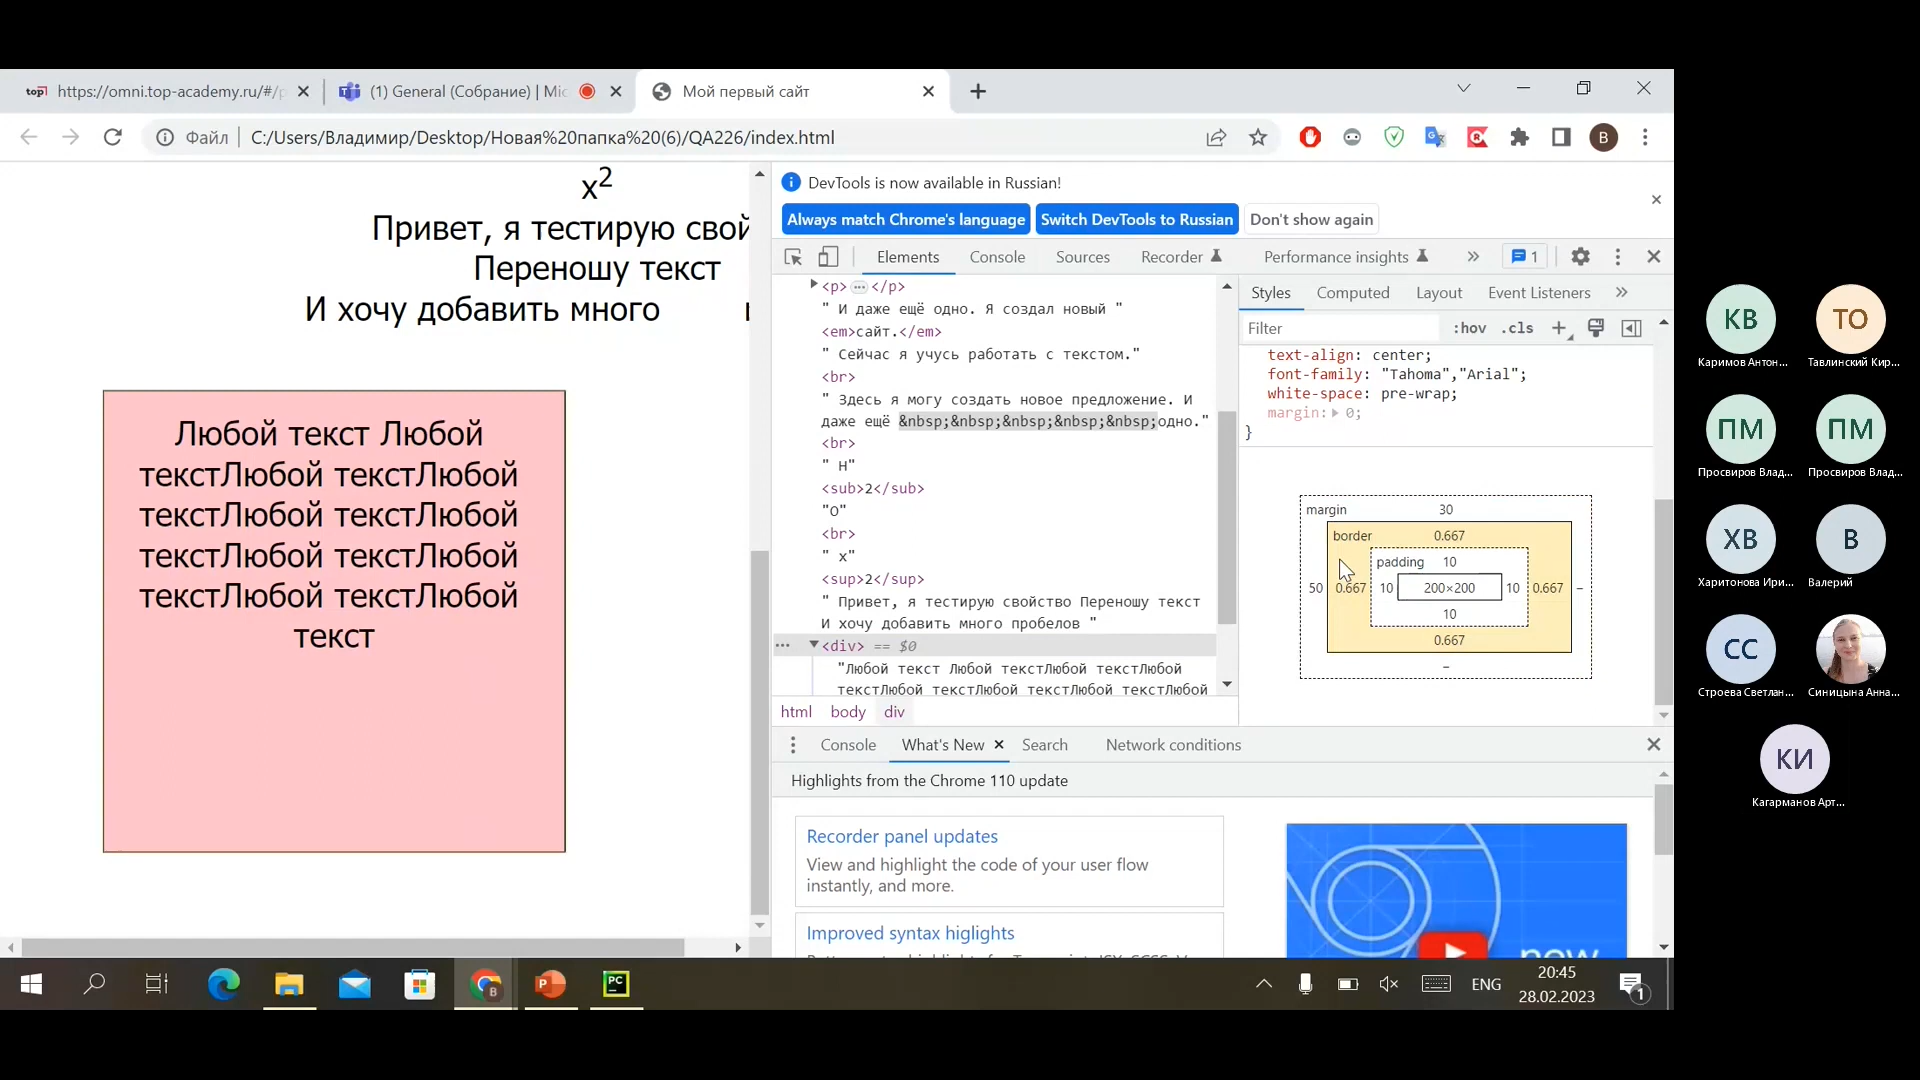 top https://omni.top-academy.ru/#/p
(1) General (Собрание) | Mic
Мой первый сайт
Файл | C:/Users/Владимир/Desktop/Новая%20папка%20(6)/QA226/index.html
B
x2
Привет, я тестирую свой
Переношу текст
И хочу добавить много
Любой текст Любой
текстЛюбой текстЛюбой
текстЛюбой текстЛюбой
текстЛюбой текстЛюбой
текстЛюбой текстЛюбой
текст
DevTools is now available in Russian!
Always match Chrome's language Switch DevTools to Russian Don't show again
Elements Console Sources Recorder Performance insights » 1
<p> ⋯ </p>
" И даже ещё одно. Я создал новый "
<em>сайт.</em>
" Сейчас я учусь работать с текстом."
<br>
" Здесь я могу создать новое предложение. И
даже ещё &nbsp;&nbsp;&nbsp;&nbsp;&nbsp;одно."
<br>
" H"
<sub>2</sub>
"O"
<br>
" x"
<sup>2</sup>
" Привет, я тестирую свойство Переношу текст
И хочу добавить много пробелов "
<div> == $0
"Любой текст Любой текстЛюбой текстЛюбой
текстЛюбой текстЛюбой текстЛюбой текстЛюбой
html body div
Styles Computed Layout Event Listeners »
Filter :hov .cls
text-align: center;
font-family: "Tahoma","Arial";
white-space: pre-wrap;
margin: 0;
}
margin 30
border 0.667
padding 10
50 0.667 10 200×200 10 0.667 –
10
0.667
–
Console What's New Search Network conditions
Highlights from the Chrome 110 update
Recorder panel updates
View and highlight the code of your user flow
instantly, and more.
Improved syntax higlights
new
B P PC
ENG
20:45
28.02.2023
1
КВ ТО
Каримов Антон... Тавлинский Кир...
ПМ ПМ
Просвиров Влад... Просвиров Влад...
ХВ В
Харитонова Ири... Валерий
СС
Строева Светлан... Синицына Анна...
КИ
Кагарманов Арт...